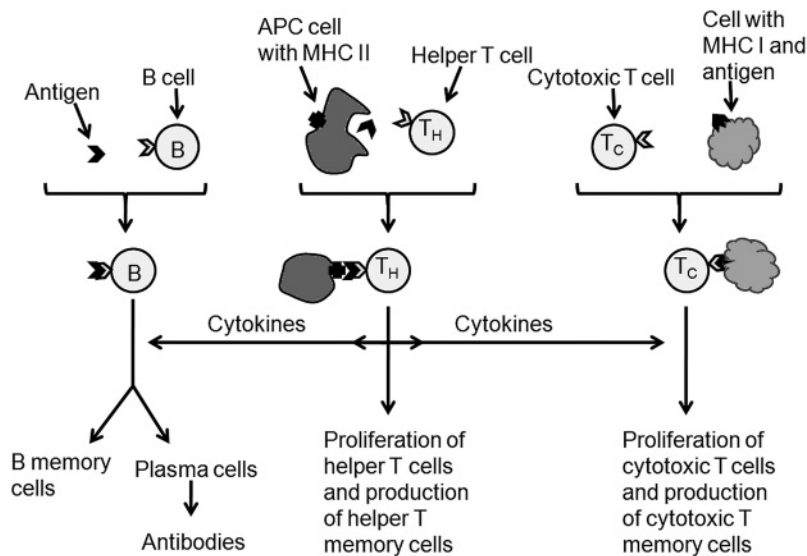 Antigen
B cell
APC cell
with MHC II
Helper T cell
Cytotoxic T cell
Cell with
MHC I and
antigen
B
TH
TC
B
TH
TC
Cytokines
Cytokines
B memory
cells
Plasma cells
Antibodies
Proliferation of
helper T cells
and production
of helper T
memory cells
Proliferation of
cytotoxic T cells
and production
of cytotoxic T
memory cells